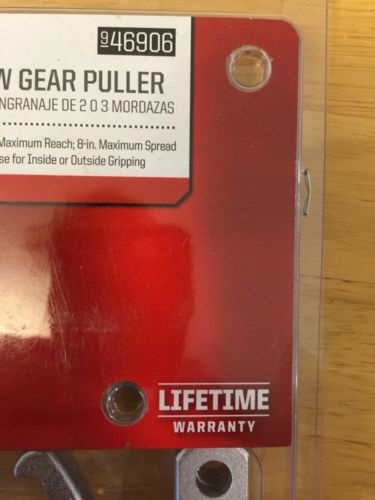 9 46906
W GEAR PULLER
NGRANAJE DE 2 O 3 MORDAZAS
Maximum Reach; 8-in. Maximum Spread
se for Inside or Outside Gripping
LIFETIME
WARRANTY